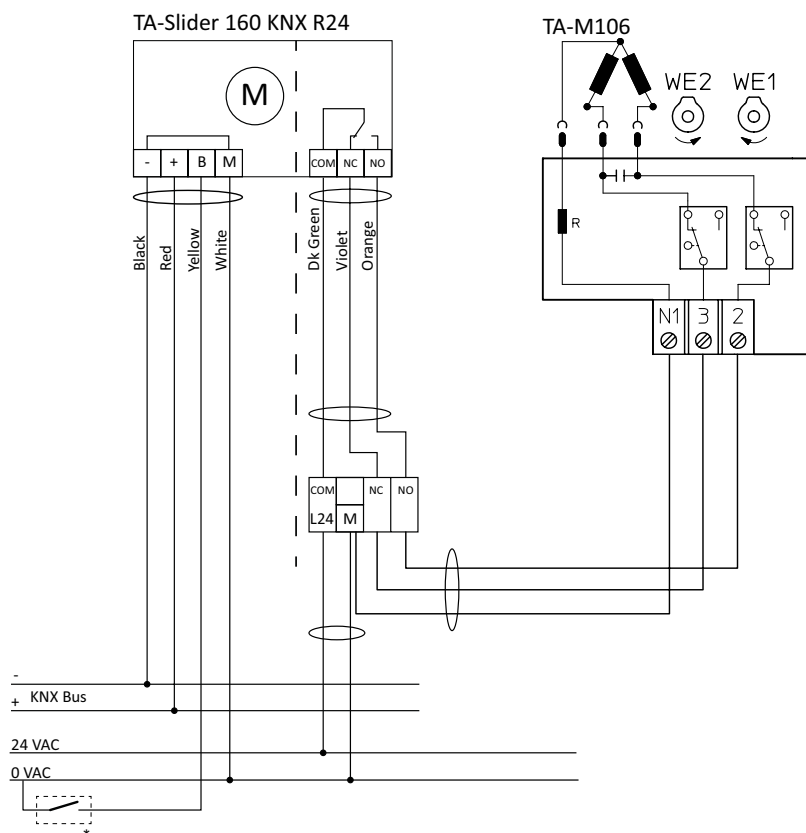 TA-Slider 160 KNX R24
TA-M106
WE2 WE1
M
- + B M
COM NC NO
R
Black
Red
Yellow
White
Dk Green
Violet
Orange
N1 3 2
COM NC NO
L24 M
-
+ KNX Bus
24 VAC
0 VAC
*